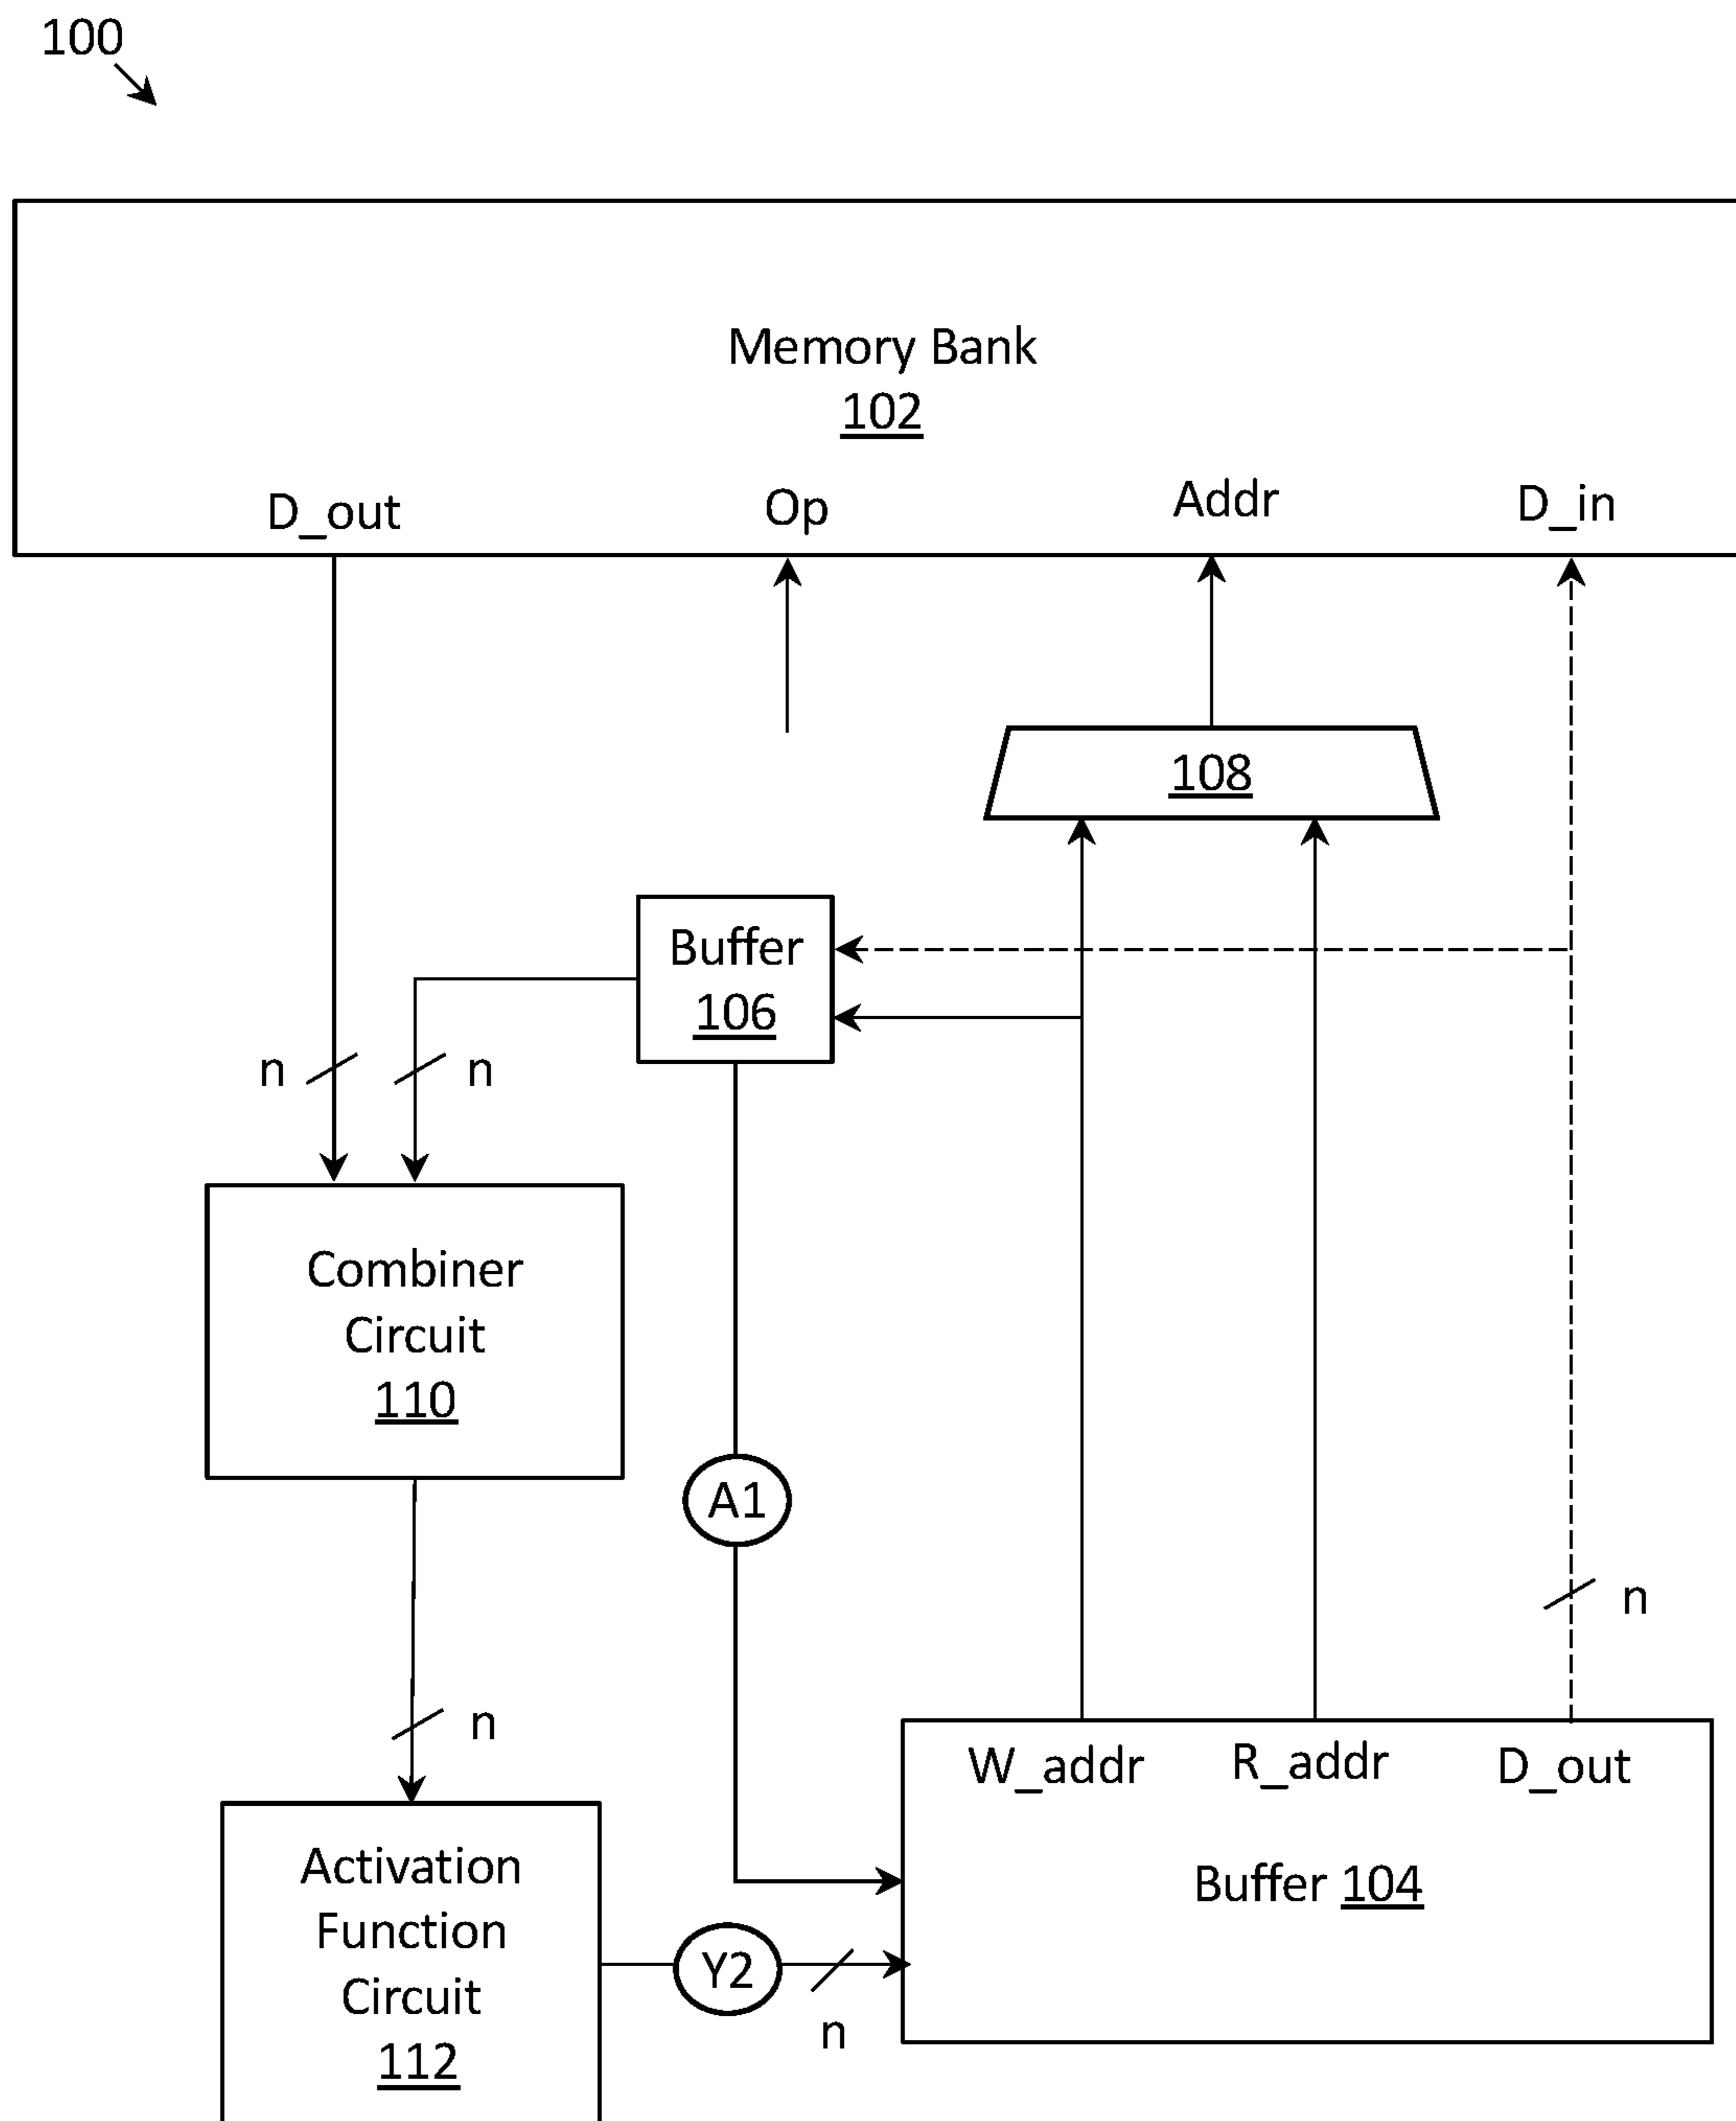 100
Memory Bank
102
D_out
Op
Addr
D_in
108
Buffer
106
n
n
Combiner
Circuit
110
A1
n
n
W_addr
R_addr
D_out
Activation
Function
Circuit
112
Buffer 104
Y2
n